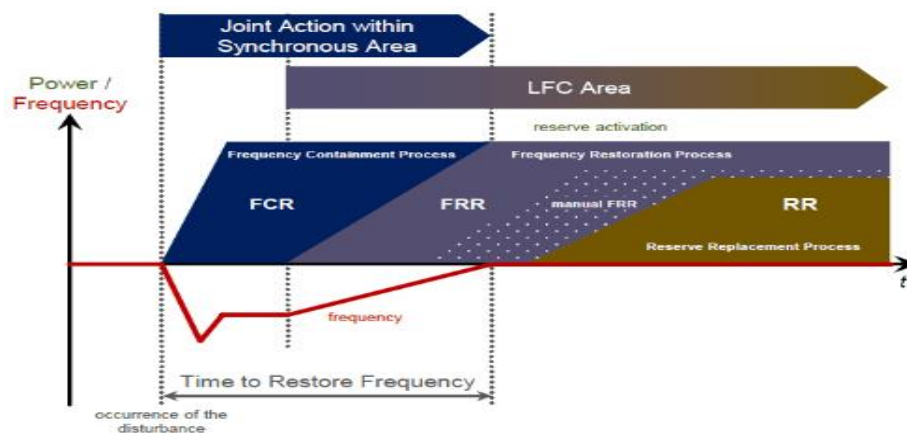 Joint Action within
Synchronous Area
Power /
Frequency
LFC Area
reserve activation
Frequency Containment Process
Frequency Restoration Process
FCR
FRR
manual FRR
RR
Reserve Replacement Process
t
frequency
Time to Restore Frequency
occurrence of the
disturbance